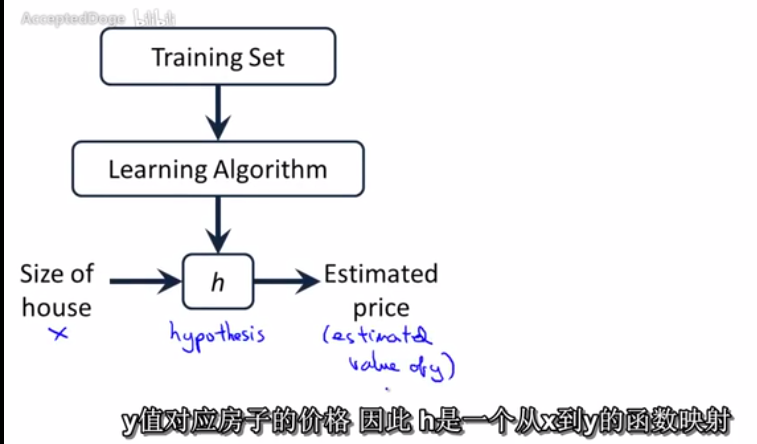 AcceptedDoge bilibili
Training Set
Learning Algorithm
Size of
house
x
h
hypothesis
Estimated
price
(estimated
value of y)
y值对应房子的价格 因此 h是一个从x到y的函数映射